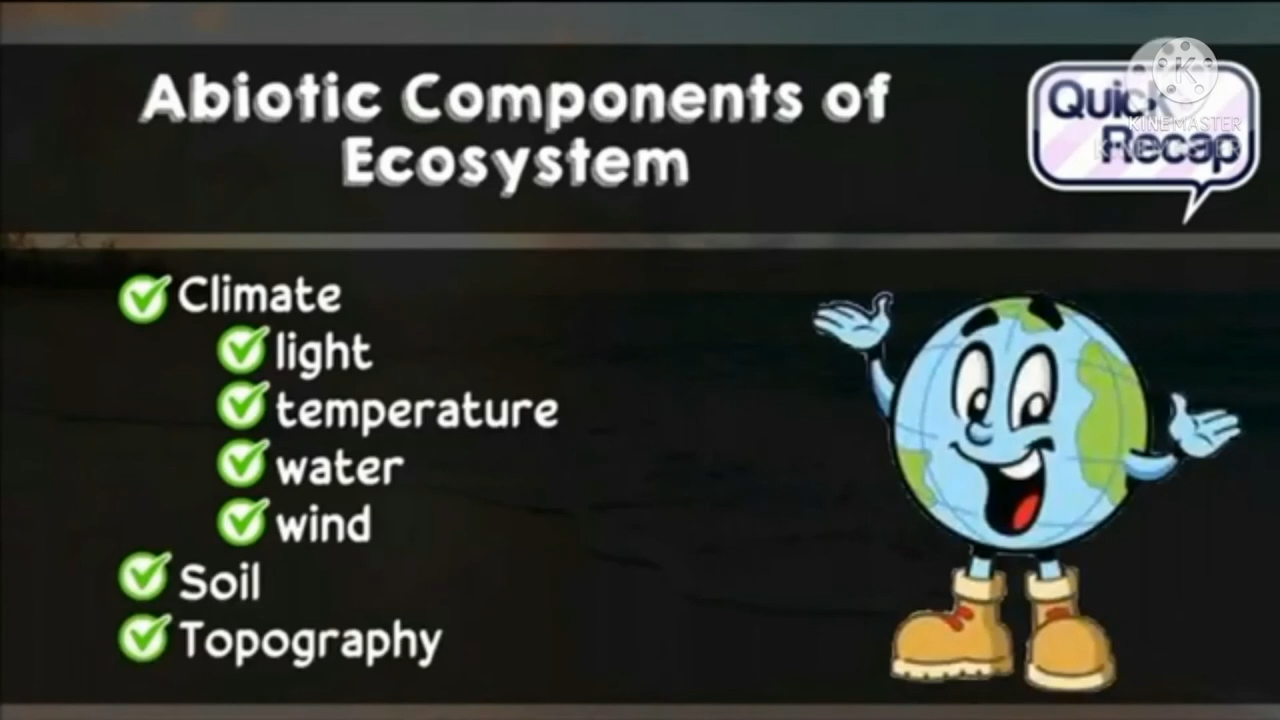 Abiotic Components of
Ecosystem
Quick
Recap
KINEMASTER
Climate
light
temperature
water
wind
Soil
Topography